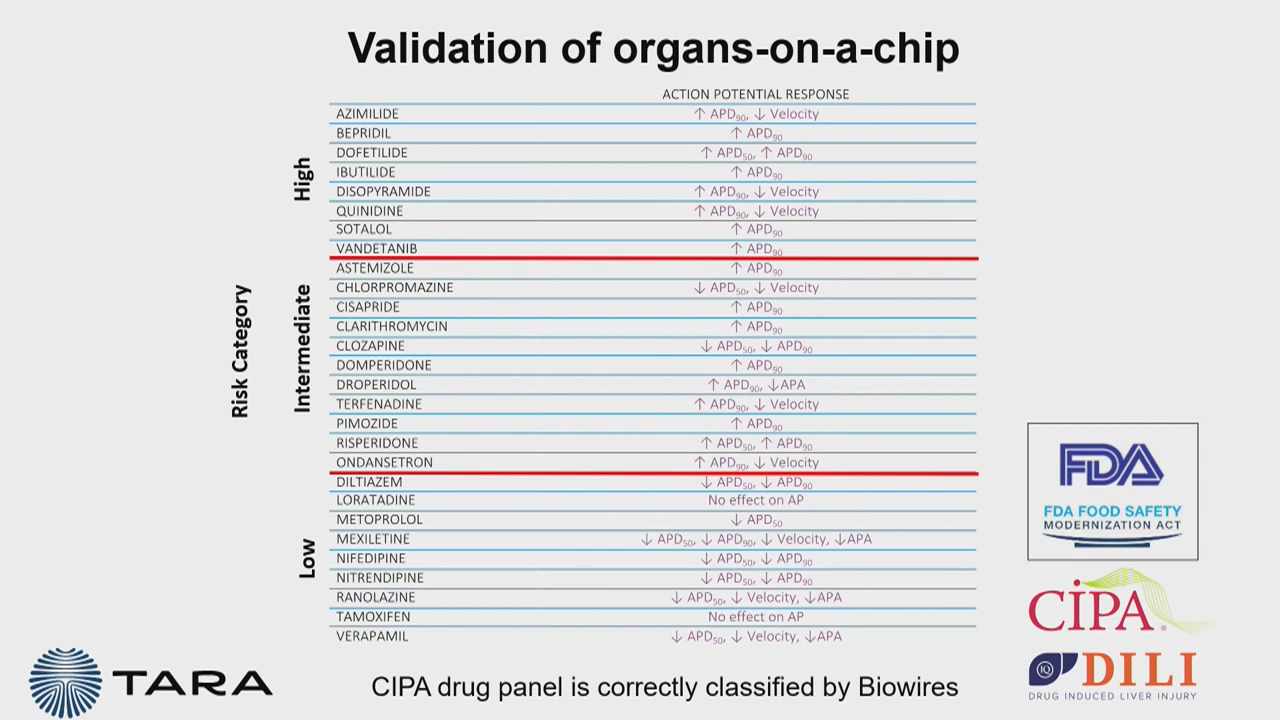 Validation of organs-on-a-chip
ACTION POTENTIAL RESPONSE
Risk Category
High
AZIMILIDE ↑ APD90, ↓ Velocity
BEPRIDIL ↑ APD90
DOFETILIDE ↑ APD50, ↑ APD90
IBUTILIDE ↑ APD90
DISOPYRAMIDE ↑ APD90, ↓ Velocity
QUINIDINE ↑ APD90, ↓ Velocity
SOTALOL ↑ APD90
VANDETANIB ↑ APD90
Intermediate
ASTEMIZOLE ↑ APD90
CHLORPROMAZINE ↓ APD50, ↓ Velocity
CISAPRIDE ↑ APD90
CLARITHROMYCIN ↑ APD90
CLOZAPINE ↓ APD50, ↓ APD90
DOMPERIDONE ↑ APD90
DROPERIDOL ↑ APD90, ↓APA
TERFENADINE ↑ APD90, ↓ Velocity
PIMOZIDE ↑ APD90
RISPERIDONE ↑ APD50, ↑ APD90
ONDANSETRON ↑ APD90, ↓ Velocity
Low
DILTIAZEM ↓ APD50, ↓ APD90
LORATADINE No effect on AP
METOPROLOL ↓ APD50
MEXILETINE ↓ APD50, ↓ APD90, ↓ Velocity, ↓APA
NIFEDIPINE ↓ APD50, ↓ APD90
NITRENDIPINE ↓ APD50, ↓ APD90
RANOLAZINE ↓ APD50, ↓ Velocity, ↓APA
TAMOXIFEN No effect on AP
VERAPAMIL ↓ APD50, ↓ Velocity, ↓APA
FDA
FDA FOOD SAFETY
MODERNIZATION ACT
CiPA®
IQ DILI
DRUG INDUCED LIVER INJURY
TARA
CIPA drug panel is correctly classified by Biowires